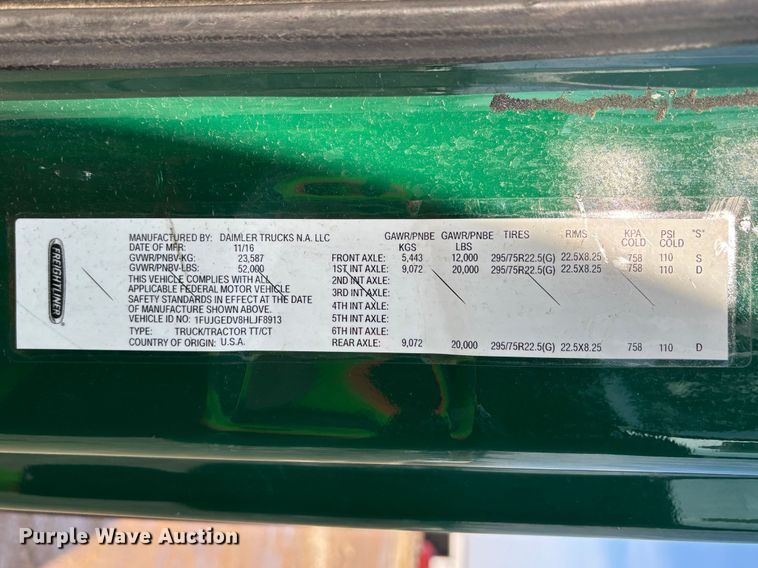 FREIGHTLINER
MANUFACTURED BY: DAIMLER TRUCKS N.A. LLC
DATE OF MFR: 11/16
GVWR/PNBV-KG: 23,587
GVWR/PNBV-LBS: 52,000
THIS VEHICLE COMPLIES WITH ALL
APPLICABLE FEDERAL MOTOR VEHICLE
SAFETY STANDARDS IN EFFECT AT THE DATE
OF MANUFACTURE SHOWN ABOVE.
VEHICLE ID NO: 1FUJGEDV8HLJF8913
TYPE: TRUCK/TRACTOR TT/CT
COUNTRY OF ORIGIN: U.S.A.
GAWR/PNBE GAWR/PNBE TIRES RIMS KPA PSI "S"
KGS LBS COLD COLD
FRONT AXLE: 5,443 12,000 295/75R22.5(G) 22.5X8.25 758 110 S
1ST INT AXLE: 9,072 20,000 295/75R22.5(G) 22.5X8.25 758 110 D
2ND INT AXLE:
3RD INT AXLE:
4TH INT AXLE:
5TH INT AXLE:
6TH INT AXLE:
REAR AXLE: 9,072 20,000 295/75R22.5(G) 22.5X8.25 758 110 D
Purple Wave Auction